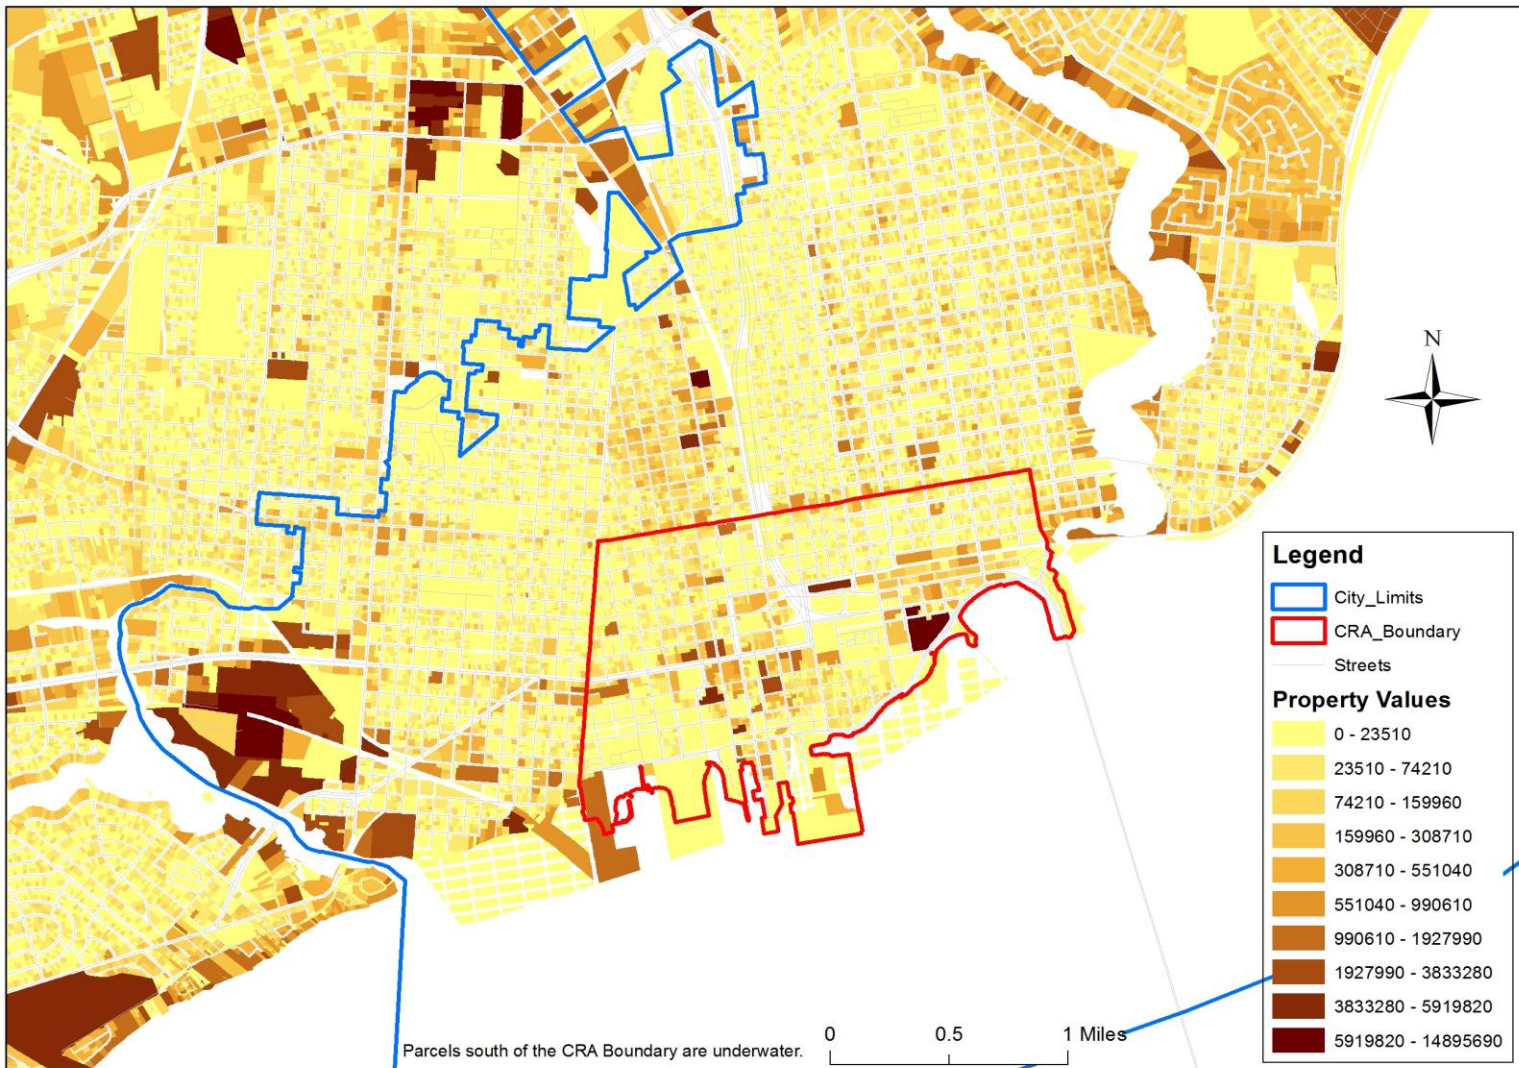 N
Legend
City_Limits
CRA_Boundary
Streets
Property Values
0 - 23510
23510 - 74210
74210 - 159960
159960 - 308710
308710 - 551040
551040 - 990610
990610 - 1927990
1927990 - 3833280
3833280 - 5919820
5919820 - 14895690
Parcels south of the CRA Boundary are underwater.
0 0.5 1 Miles